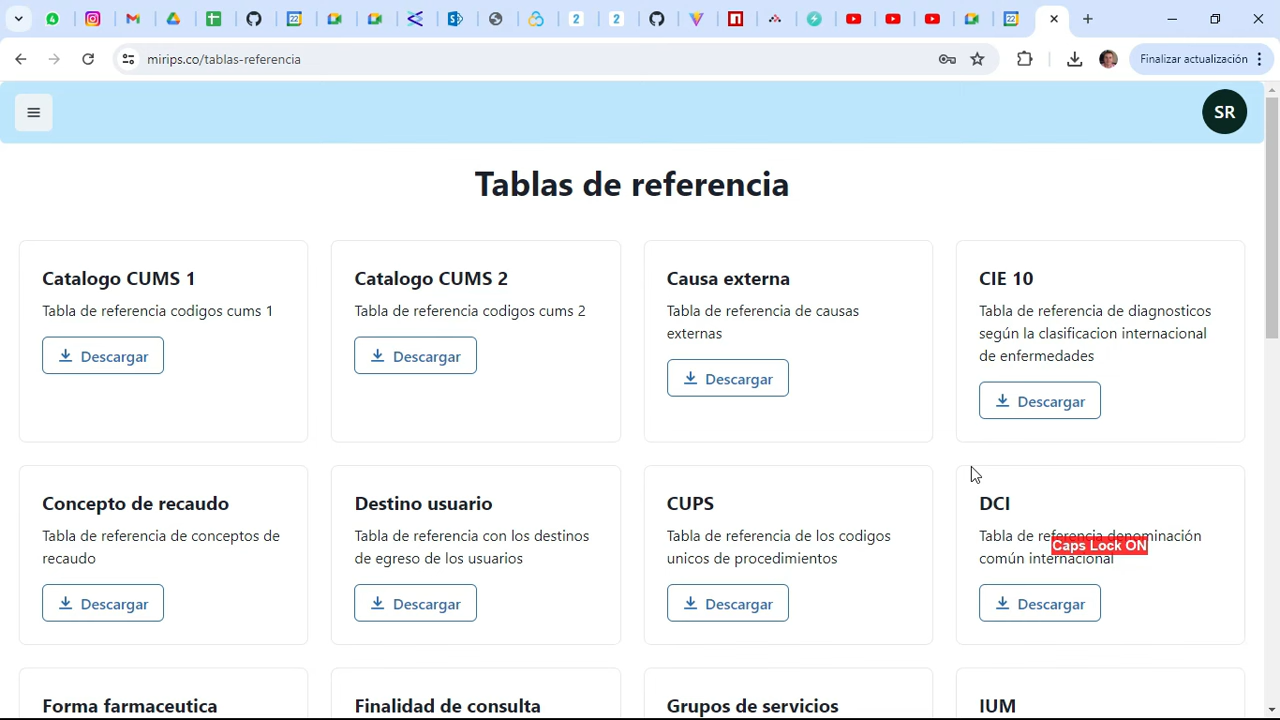 mirips.co/tablas-referencia
Finalizar actualización
SR
Tablas de referencia
Catalogo CUMS 1
Tabla de referencia codigos cums 1
Descargar
Catalogo CUMS 2
Tabla de referencia codigos cums 2
Descargar
Causa externa
Tabla de referencia de causas
externas
Descargar
CIE 10
Tabla de referencia de diagnosticos
según la clasificacion internacional
de enfermedades
Descargar
Concepto de recaudo
Tabla de referencia de conceptos de
recaudo
Descargar
Destino usuario
Tabla de referencia con los destinos
de egreso de los usuarios
Descargar
CUPS
Tabla de referencia de los codigos
unicos de procedimientos
Descargar
DCI
Tabla de referencia denominación
Caps Lock ON
común internacional
Descargar
Forma farmaceutica
Finalidad de consulta
Grupos de servicios
IUM